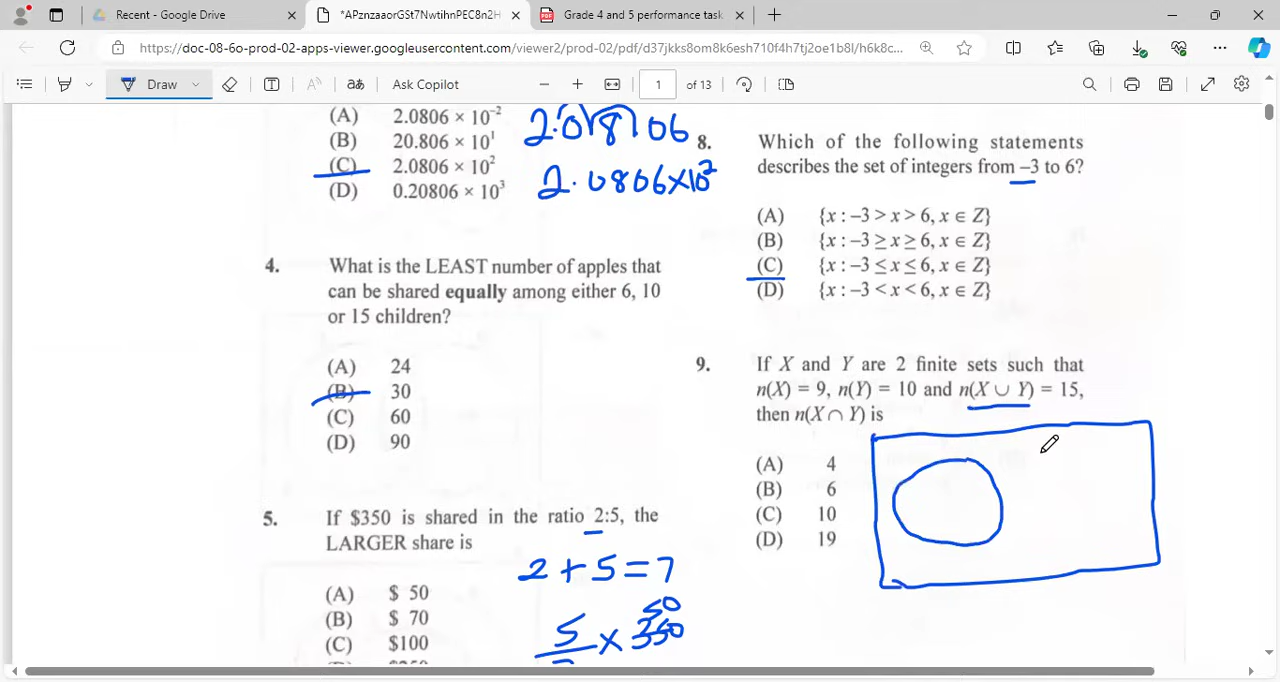 Recent - Google Drive
*APznzaaorGSt7NwtihnPEC8n2H
Grade 4 and 5 performance task
https://doc-08-6o-prod-02-apps-viewer.googleusercontent.com/viewer2/prod-02/pdf/d37jkks8om8k6esh710f4h7tj2oe1b8l/h6k8c...
Draw
aあ
Ask Copilot
1 of 13
(A) 2.0806 × 10⁻²
(B) 20.806 × 10¹
(C) 2.0806 × 10²
(D) 0.20806 × 10³
2.0806×10²
4. What is the LEAST number of apples that
can be shared equally among either 6, 10
or 15 children?
(A) 24
(B) 30
(C) 60
(D) 90
5. If $350 is shared in the ratio 2:5, the
LARGER share is
2+5=7
(A) $ 50
(B) $ 70
(C) $100
50
5 × 350
8. Which of the following statements
describes the set of integers from –3 to 6?
(A) {x : –3 > x > 6, x ∈ Z}
(B) {x : –3 ≥ x ≥ 6, x ∈ Z}
(C) {x : –3 ≤ x ≤ 6, x ∈ Z}
(D) {x : –3 < x < 6, x ∈ Z}
9. If X and Y are 2 finite sets such that
n(X) = 9, n(Y) = 10 and n(X ∪ Y) = 15,
then n(X ∩ Y) is
(A) 4
(B) 6
(C) 10
(D) 19